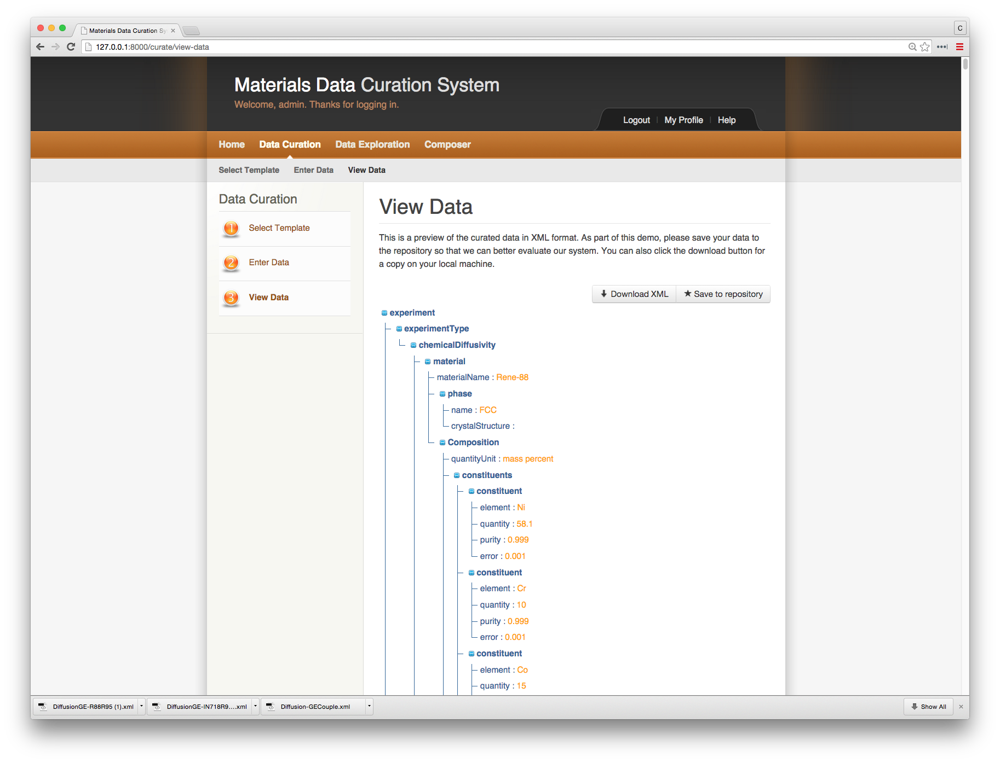 Materials Data Curation Sy
C
127.0.0.1:8000/curate/view-data
Materials Data Curation System
Welcome, admin. Thanks for logging in.
Logout | My Profile | Help
Home Data Curation Data Exploration Composer
Select Template Enter Data View Data
Data Curation
1 Select Template
2 Enter Data
3 View Data
View Data
This is a preview of the curated data in XML format. As part of this demo, please save your data to
the repository so that we can better evaluate our system. You can also click the download button for
a copy on your local machine.
Download XML Save to repository
experiment
experimentType
chemicalDiffusivity
material
materialName : Rene-88
phase
name : FCC
crystalStructure :
Composition
quantityUnit : mass percent
constituents
constituent
element : Ni
quantity : 58.1
purity : 0.999
error : 0.001
constituent
element : Cr
quantity : 10
purity : 0.999
error : 0.001
constituent
element : Co
quantity : 15
DiffusionGE-R88R95 (1).xml DiffusionGE-IN718R9....xml Diffusion-GECouple.xml Show All